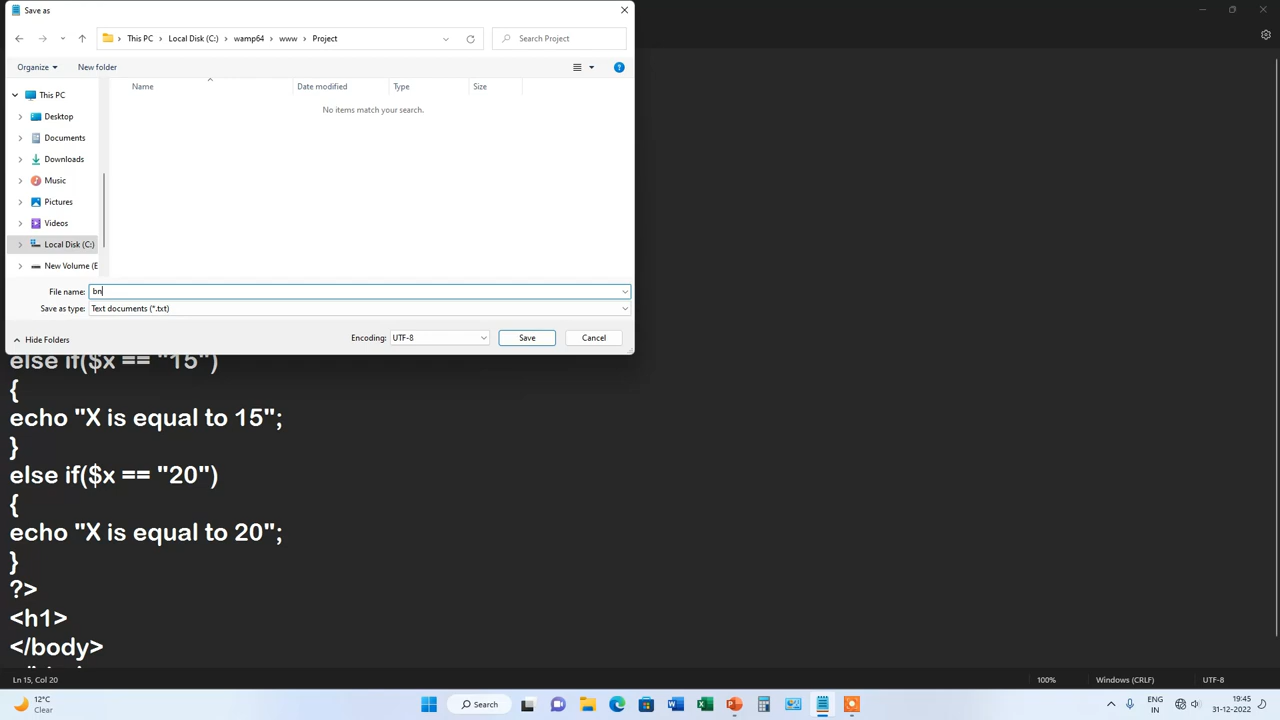 Save as
This PC > Local Disk (C:) > wamp64 > www > Project
Search Project
Organize
New folder
Name
Date modified
Type
Size
No items match your search.
This PC
Desktop
Documents
Downloads
Music
Pictures
Videos
Local Disk (C:)
New Volume (E
File name: bn
Save as type: Text documents (*.txt)
Hide Folders
Encoding: UTF-8
Save
Cancel
else if($x == "15")
{
echo "X is equal to 15";
}
else if($x == "20")
{
echo "X is equal to 20";
}
?>
<h1>
</body>
Ln 15, Col 20
100%
Windows (CRLF)
UTF-8
12°C
Clear
Search
ENG
IN
19:45
31-12-2022